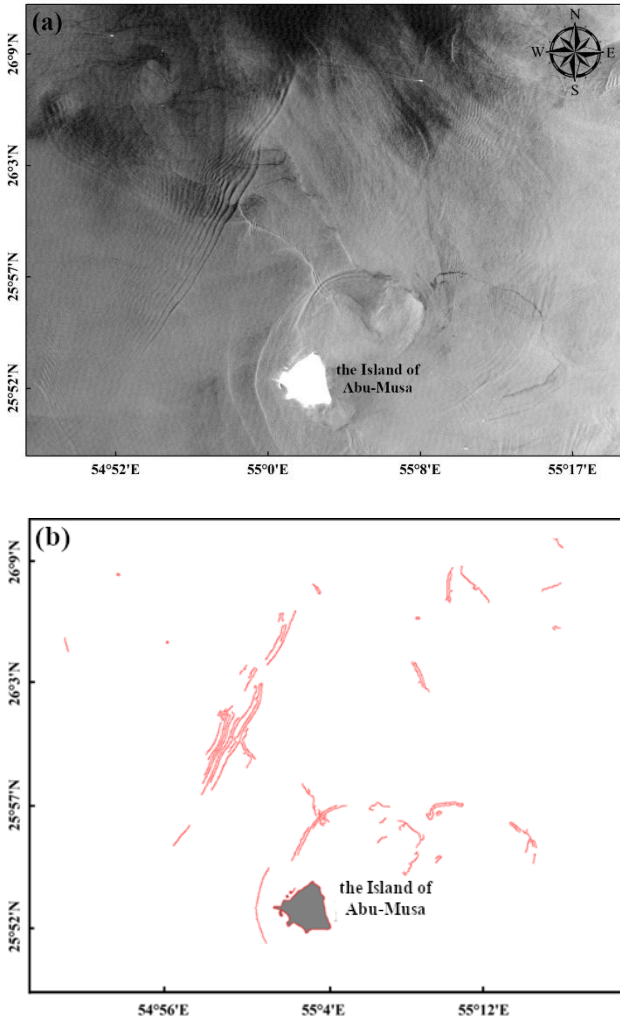 (a)
N
W
E
S
26°9'N
26°3'N
25°57'N
25°52'N
the Island of
Abu-Musa
54°52'E
55°0'E
55°8'E
55°17'E
(b)
26°9'N
26°3'N
25°57'N
25°52'N
the Island of
Abu-Musa
54°56'E
55°4'E
55°12'E